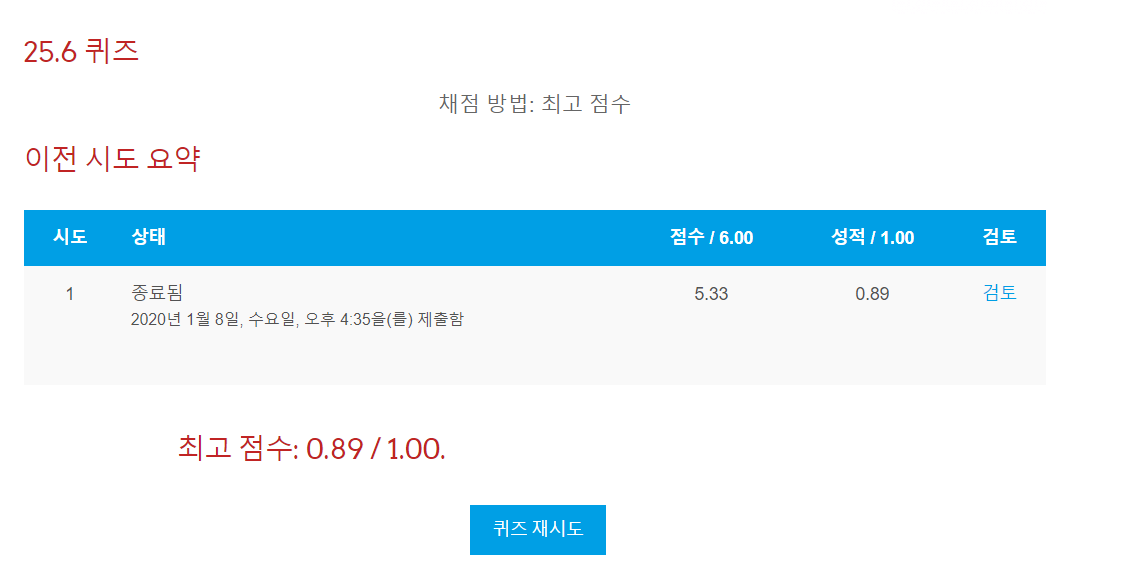 25.6 퀴즈
채점 방법: 최고 점수
이전 시도 요약
시도 상태 점수 / 6.00 성적 / 1.00 검토
1 종료됨 5.33 0.89 검토
2020년 1월 8일, 수요일, 오후 4:35을(를) 제출함
최고 점수: 0.89 / 1.00.
퀴즈 재시도